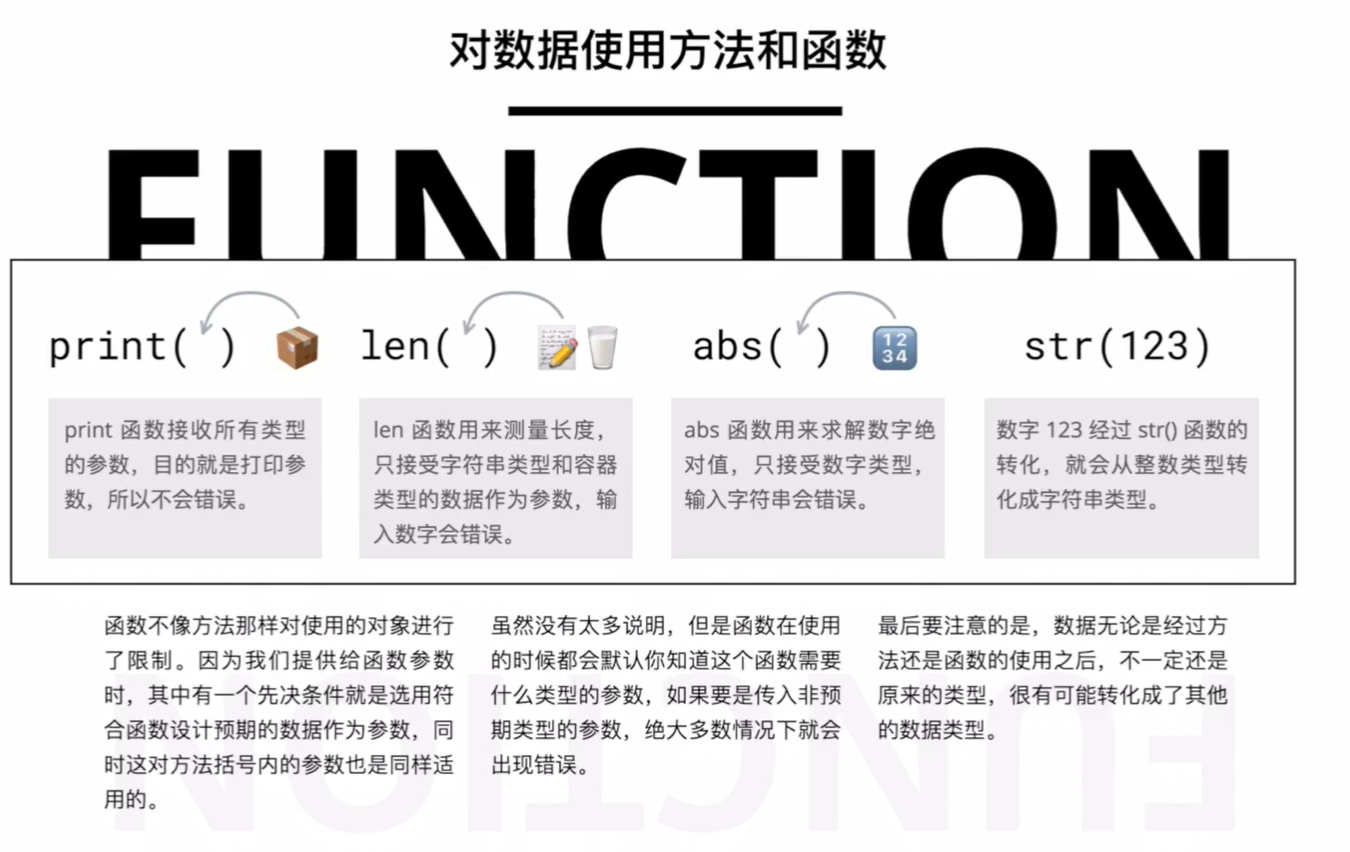 对数据使用方法和函数
FUNCTION
print( )
len( )
abs( )
1234
str(123)
print 函数接收所有类型
的参数，目的就是打印参
数，所以不会错误。
len 函数用来测量长度，
只接受字符串类型和容器
类型的数据作为参数，输
入数字会错误。
abs 函数用来求解数字绝
对值，只接受数字类型，
输入字符串会错误。
数字 123 经过 str() 函数的
转化，就会从整数类型转
化成字符串类型。
函数不像方法那样对使用的对象进行
了限制。因为我们提供给函数参数
时，其中有一个先决条件就是选用符
合函数设计预期的数据作为参数，同
时这对方法括号内的参数也是同样适
用的。
虽然没有太多说明，但是函数在使用
的时候都会默认你知道这个函数需要
什么类型的参数，如果要是传入非预
期类型的参数，绝大多数情况下就会
出现错误。
最后要注意的是，数据无论是经过方
法还是函数的使用之后，不一定还是
原来的类型，很有可能转化成了其他
的数据类型。
FUNCTION